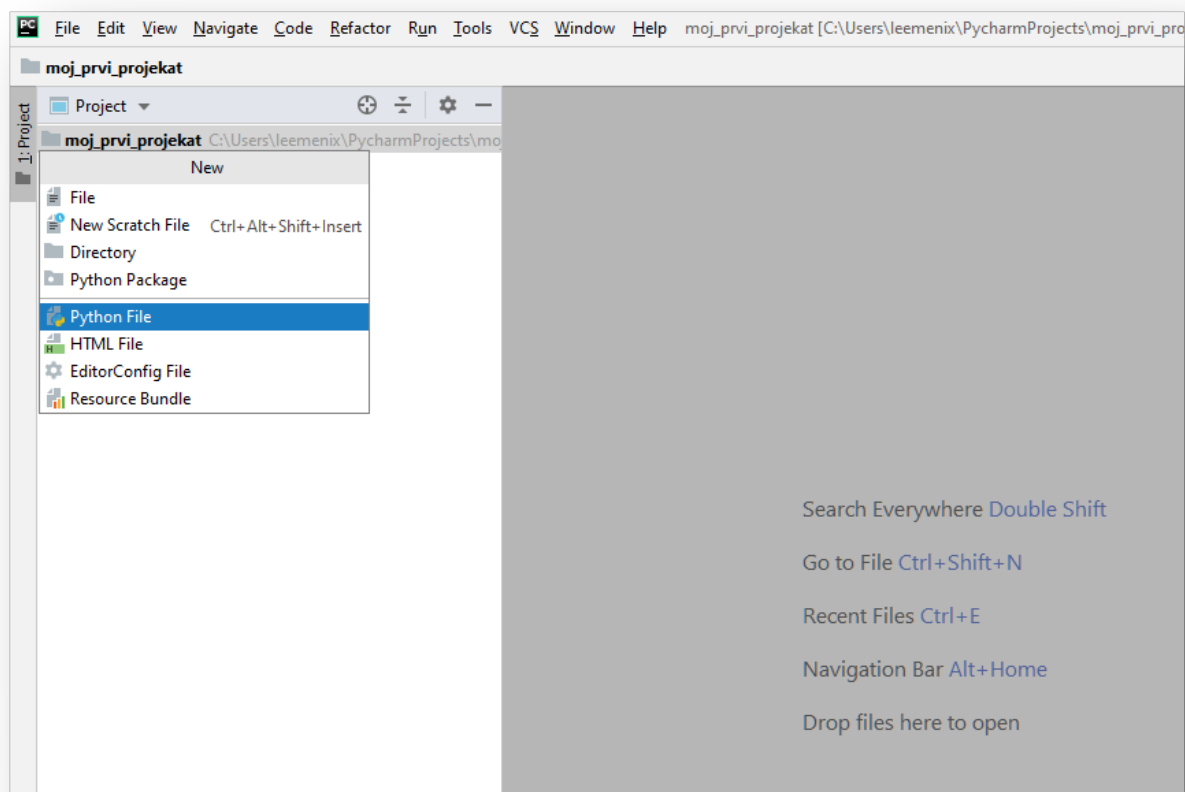 PC File Edit View Navigate Code Refactor Run Tools VCS Window Help moj_prvi_projekat [C:\Users\leemenix\PycharmProjects\moj_prvi_pro
moj_prvi_projekat
1: Project
Project
moj_prvi_projekat C:\Users\leemenix\PycharmProjects\mo
New
File
New Scratch File Ctrl+Alt+Shift+Insert
Directory
Python Package
Python File
HTML File
EditorConfig File
Resource Bundle
Search Everywhere Double Shift
Go to File Ctrl+Shift+N
Recent Files Ctrl+E
Navigation Bar Alt+Home
Drop files here to open